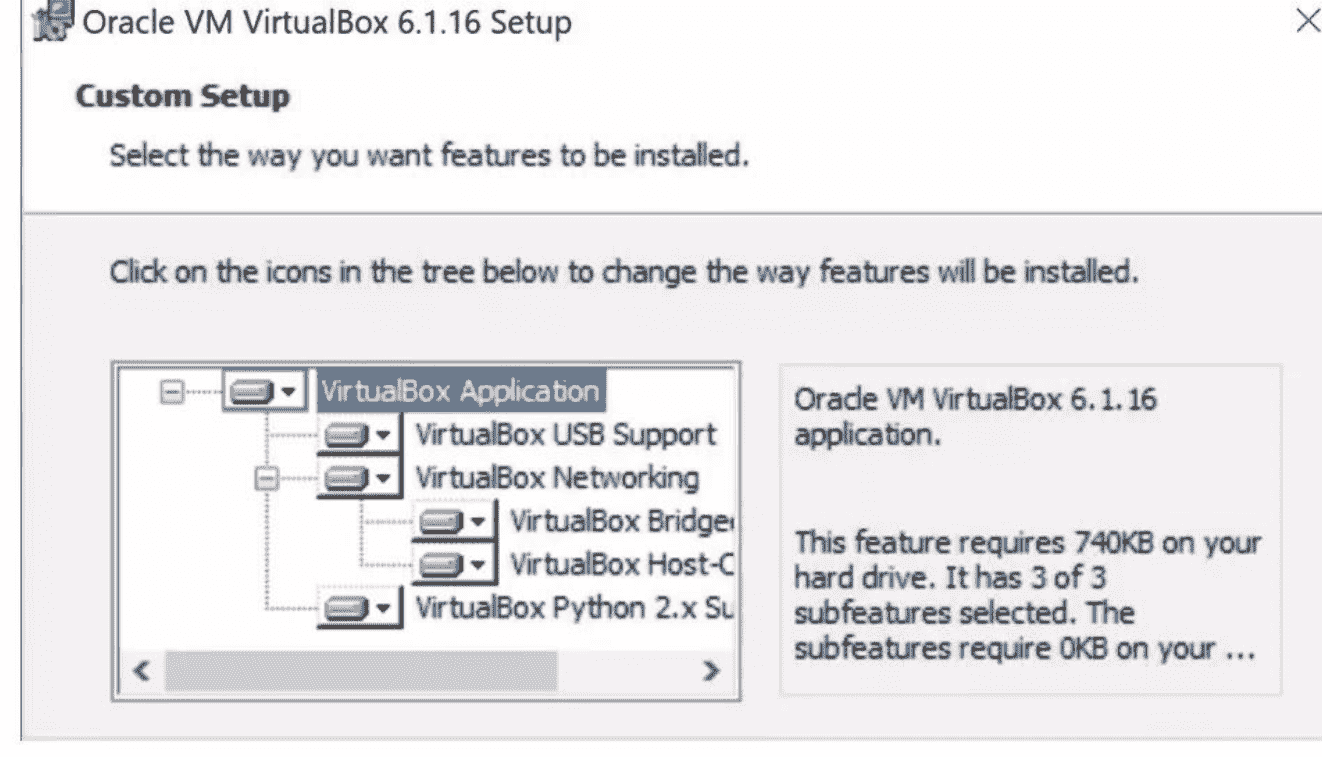 Oracle VM VirtualBox 6.1.16 Setup
Custom Setup
Select the way you want features to be installed.
Click on the icons in the tree below to change the way features will be installed.
VirtualBox Application
VirtualBox USB Support
VirtualBox Networking
VirtualBox Bridge
VirtualBox Host-C
VirtualBox Python 2.x Su
Oracle VM VirtualBox 6.1.16
application.
This feature requires 740KB on your
hard drive. It has 3 of 3
subfeatures selected. The
subfeatures require 0KB on your ...